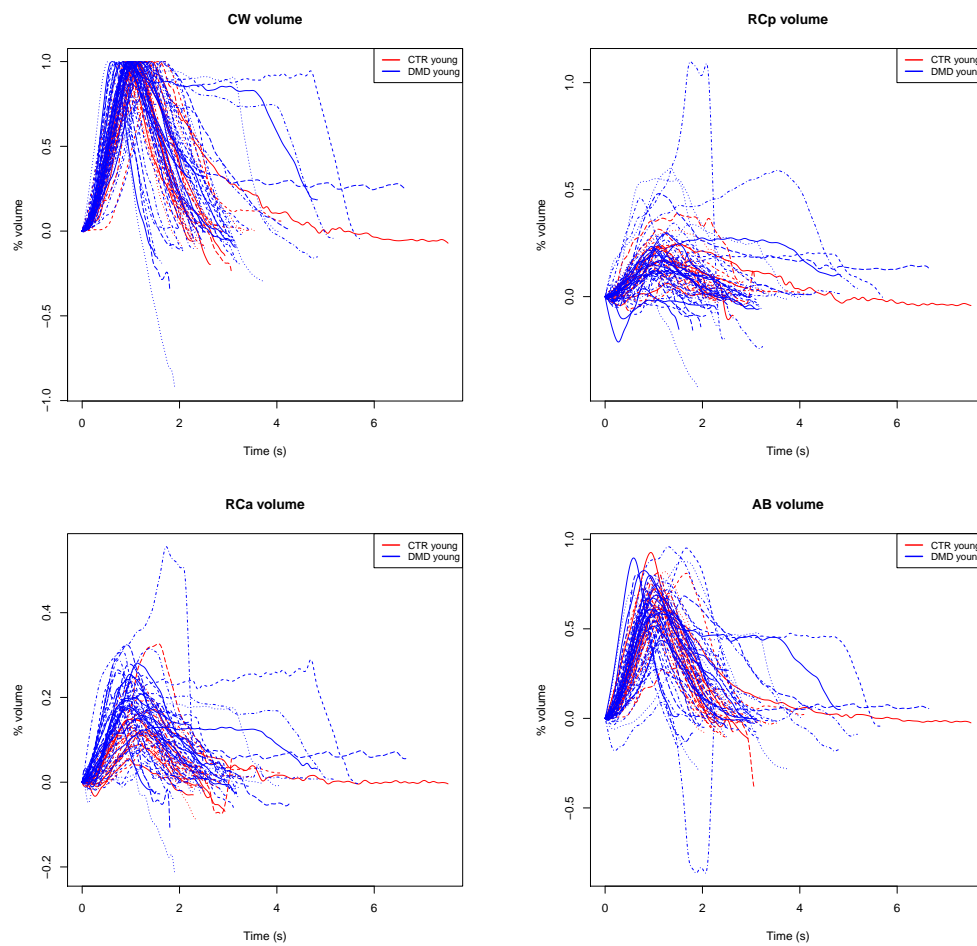 CW volume
CTR young
DMD young
% volume
1.0
0.5
0.0
−0.5
−1.0
0
2
4
6
Time (s)
RCp volume
CTR young
DMD young
% volume
1.0
0.5
0.0
0
2
4
6
Time (s)
RCa volume
CTR young
DMD young
% volume
0.4
0.2
0.0
−0.2
0
2
4
6
Time (s)
AB volume
CTR young
DMD young
% volume
1.0
0.5
0.0
−0.5
0
2
4
6
Time (s)